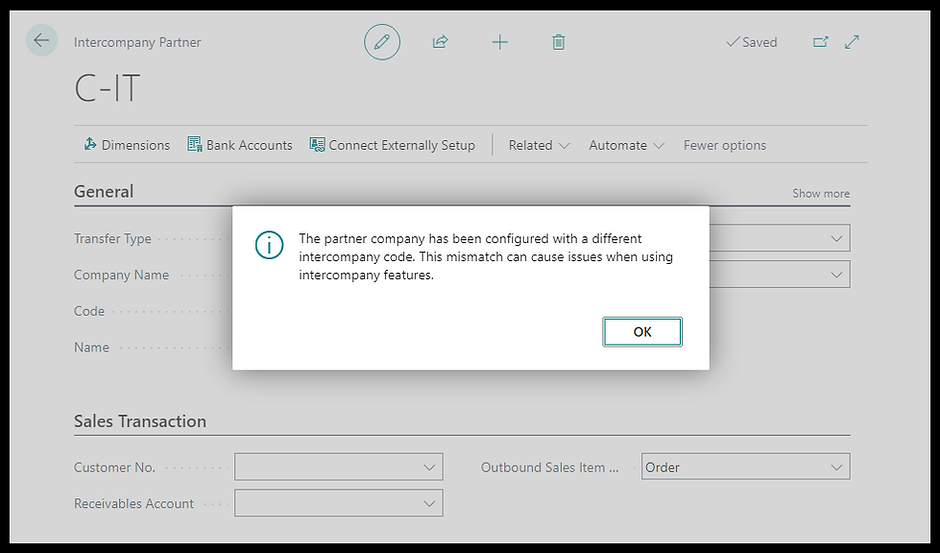 Intercompany Partner
Saved
C-IT
Dimensions Bank Accounts Connect Externally Setup Related Automate Fewer options
General Show more
The partner company has been configured with a different
intercompany code. This mismatch can cause issues when using
intercompany features.
OK
Transfer Type
Company Name
Code
Name
Sales Transaction
Customer No. Outbound Sales Item ... Order
Receivables Account